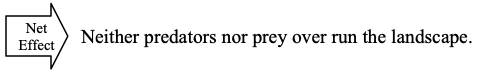 Net
Effect
Neither predators nor prey over run the landscape.